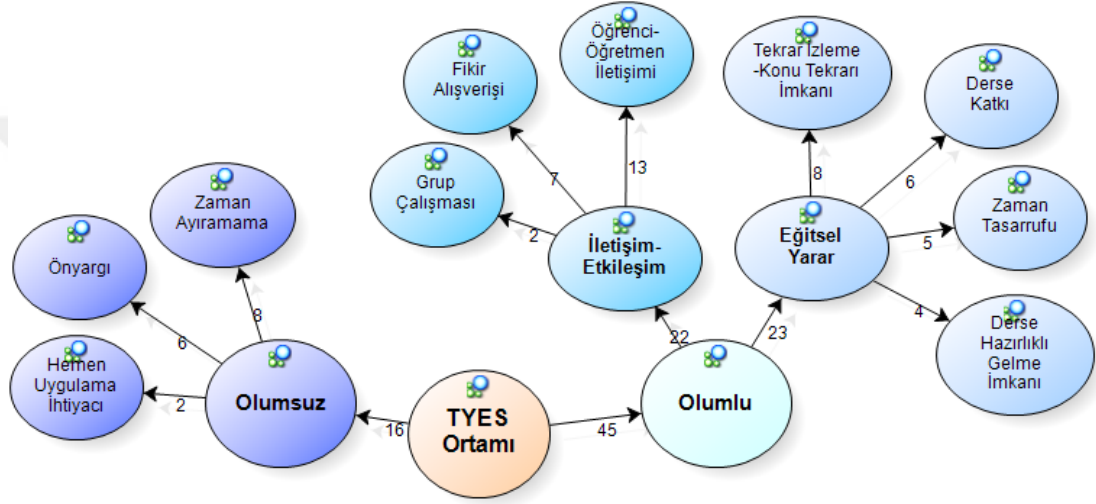 Öğrenci-
Öğretmen
İletişimi
Fikir
Alışverişi
Grup
Çalışması
13
7
2
İletişim-
Etkileşim
Tekrar İzleme
-Konu Tekrarı
İmkanı
Derse
Katkı
Zaman
Tasarrufu
Derse
Hazırlıklı
Gelme
İmkanı
8
6
5
4
Eğitsel
Yarar
Zaman
Ayıramama
Önyargı
Hemen
Uygulama
İhtiyacı
8
6
2
Olumsuz
16
TYES
Ortamı
45
Olumlu
22
23